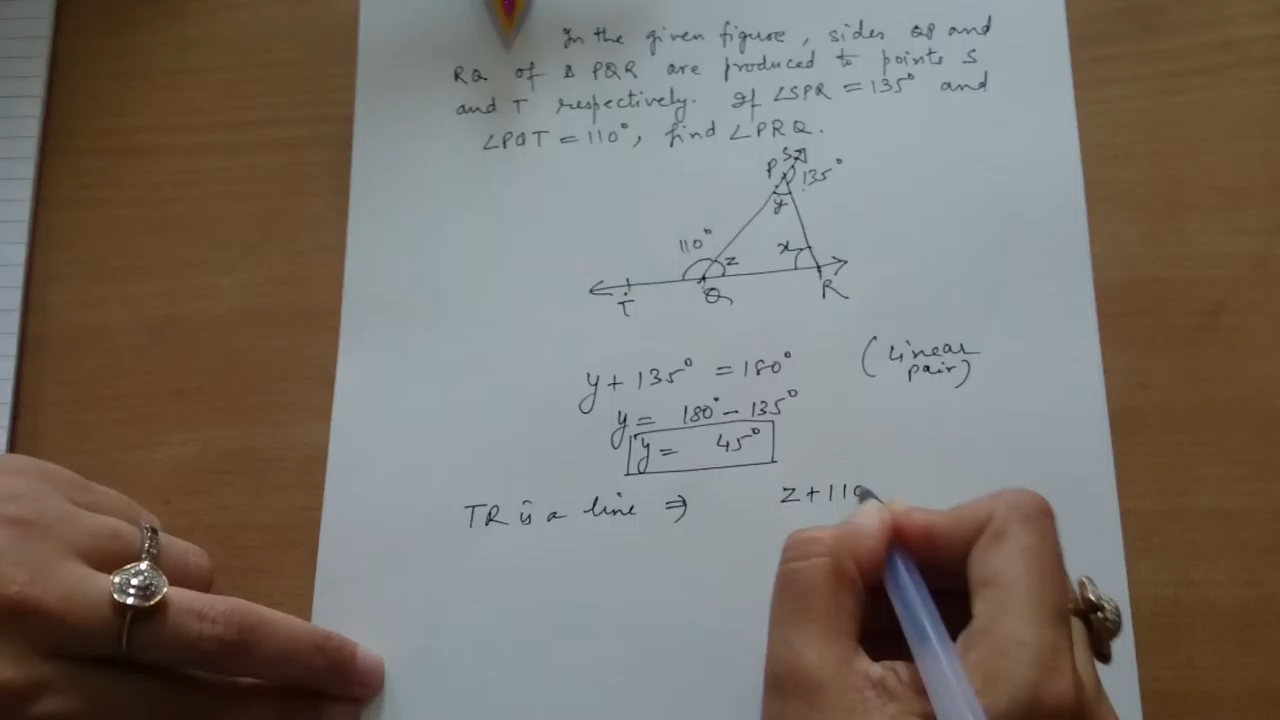 In the given figure, sides QP and
RQ of Δ PQR are produced to points S
and T respectively. If ∠SPR = 135° and
∠PQT = 110°, find ∠PRQ.
S
P
135°
y
110°
z
x
T
Q
R
y + 135° = 180° (Linear pair)
y = 180° - 135°
y = 45°
TR is a line ⇒ z + 110